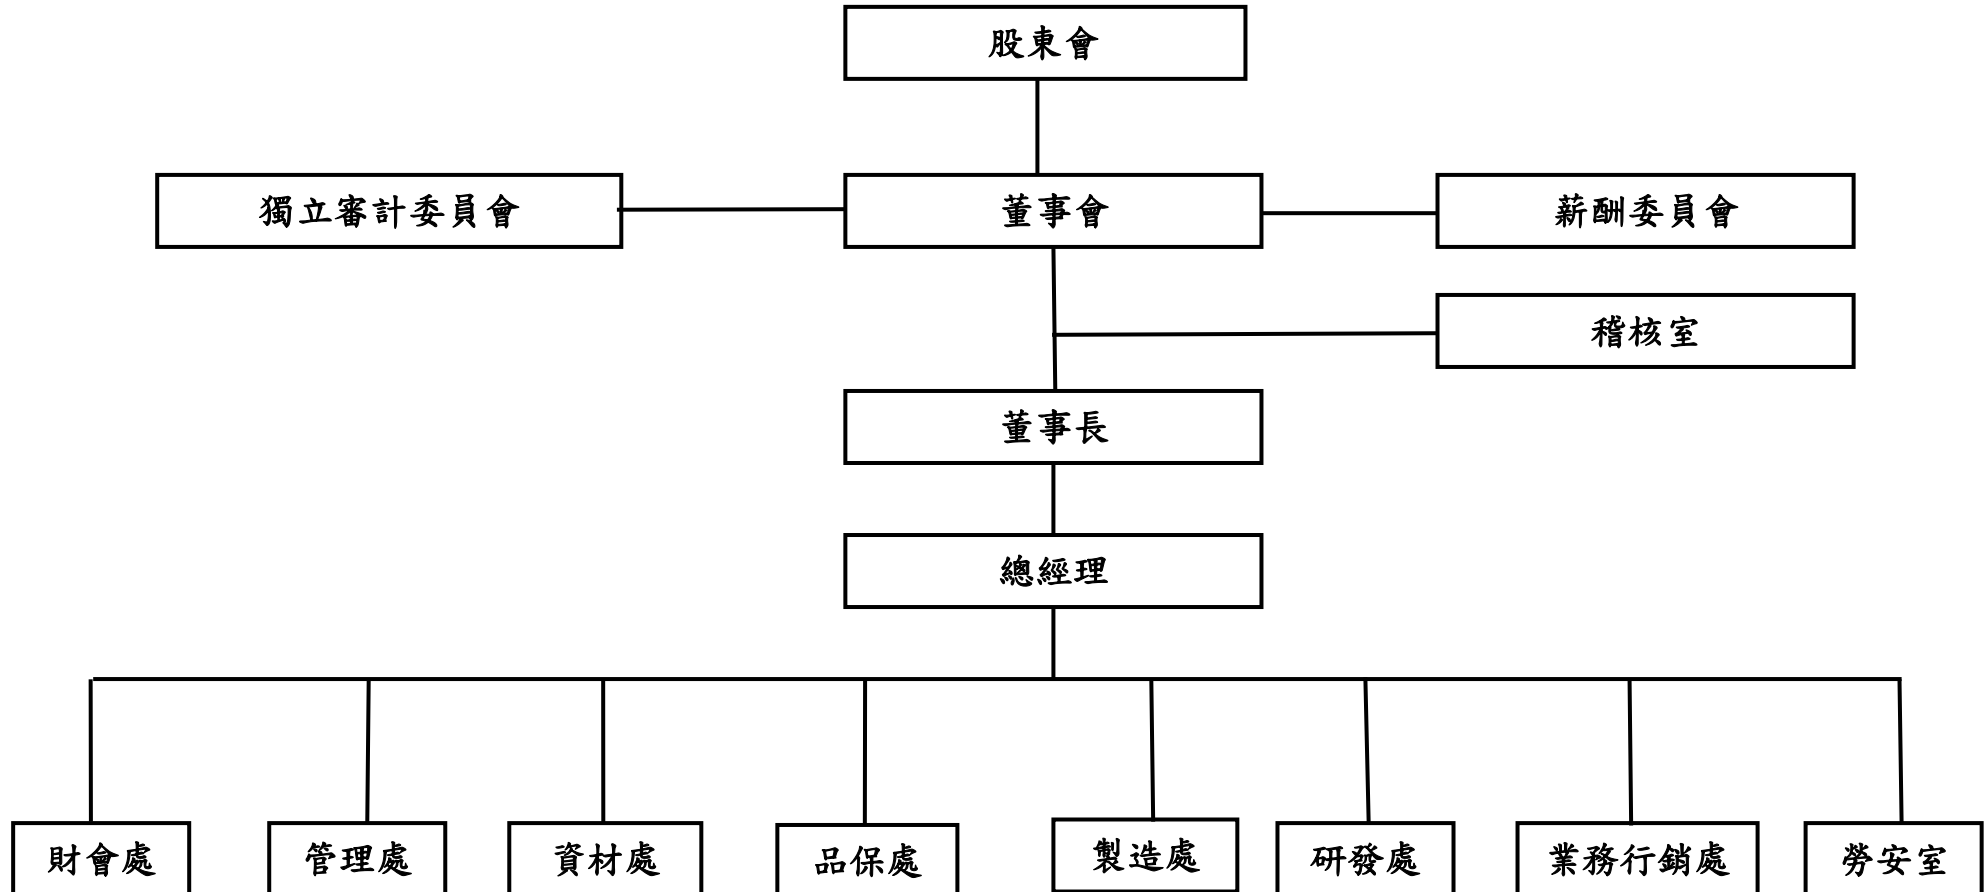 股東會
獨立審計委員會
董事會
薪酬委員會
稽核室
董事長
總經理
財會處
管理處
資材處
品保處
製造處
研發處
業務行銷處
勞安室